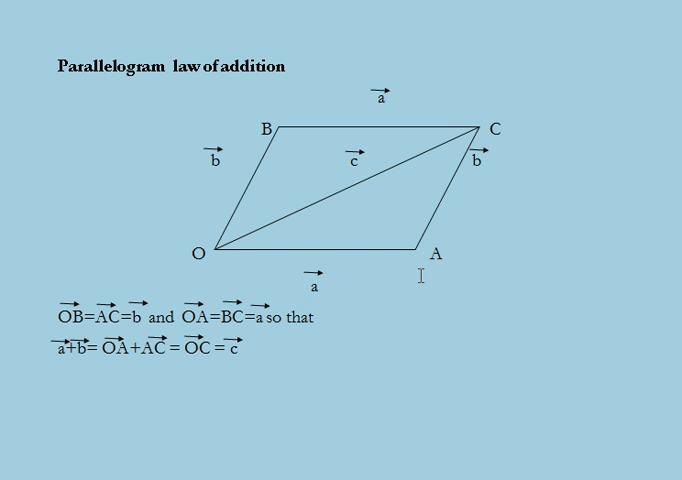 Parallelogram law of addition
a
B
C
b
c
b
O
A
a
OB=AC=b and OA=BC=a so that
a+b= OA+AC = OC = c